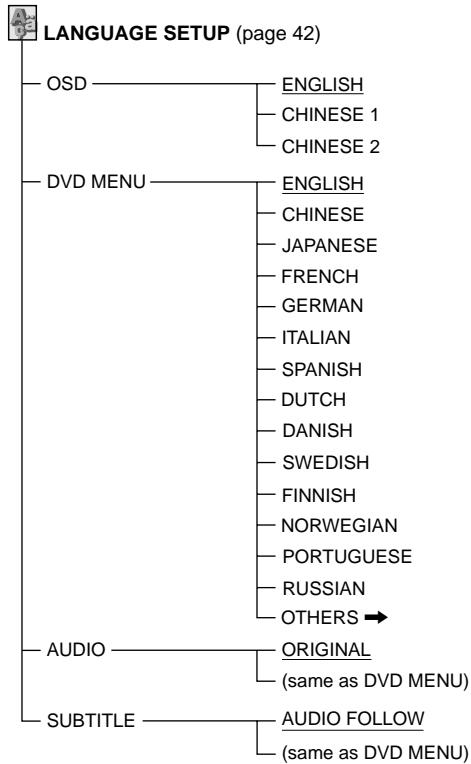 LANGUAGE SETUP (page 42)
OSD ENGLISH
CHINESE 1
CHINESE 2
DVD MENU ENGLISH
CHINESE
JAPANESE
FRENCH
GERMAN
ITALIAN
SPANISH
DUTCH
DANISH
SWEDISH
FINNISH
NORWEGIAN
PORTUGUESE
RUSSIAN
OTHERS ➡
AUDIO ORIGINAL
(same as DVD MENU)
SUBTITLE AUDIO FOLLOW
(same as DVD MENU)